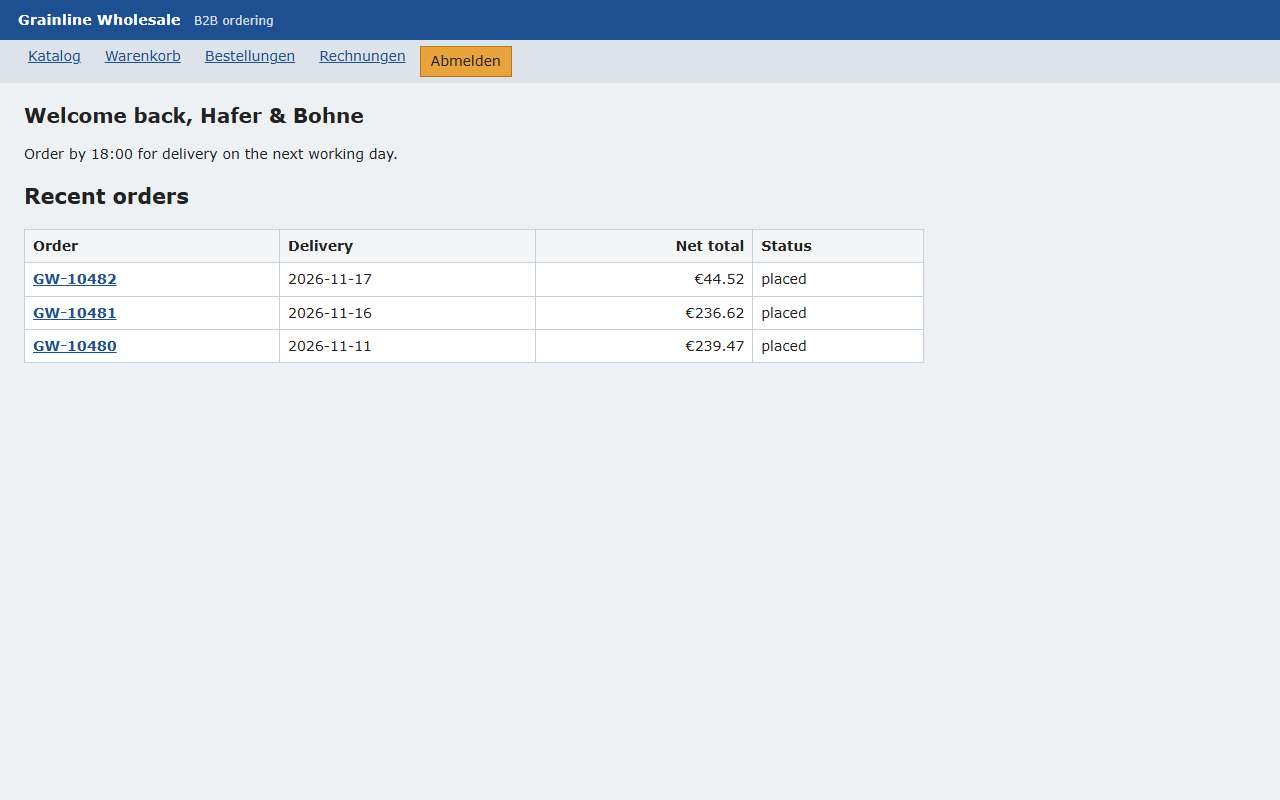 Grainline Wholesale B2B ordering
Katalog Warenkorb Bestellungen Rechnungen Abmelden
Welcome back, Hafer & Bohne
Order by 18:00 for delivery on the next working day.
Recent orders
Order Delivery Net total Status
GW-10482 2026-11-17 €44.52 placed
GW-10481 2026-11-16 €236.62 placed
GW-10480 2026-11-11 €239.47 placed